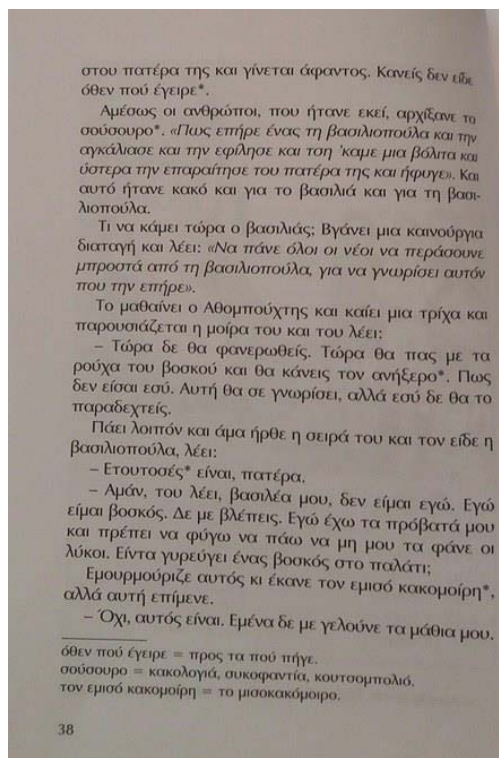 στου πατέρα της και γίνεται άφαντος. Κανείς δεν είδε
όθεν πού έγειρε*.
Αμέσως οι ανθρώποι, που ήτανε εκεί, αρχίξανε το
σούσουρο*. «Πως επήρε ένας τη βασιλιοπούλα και την
αγκάλιασε και την εφίλησε και τση 'καμε μια βόλιτα και
ύστερα την επαραίτησε του πατέρα της και ήφυγε». Και
αυτό ήτανε κακό και για το βασιλιά και για τη βασι-
λιοπούλα.
Τι να κάμει τώρα ο βασιλιάς; Βγάνει μια καινούργια
διαταγή και λέει: «Να πάνε όλοι οι νέοι να περάσουνε
μπροστά από τη βασιλιοπούλα, για να γνωρίσει αυτόν
που την επήρε».
Το μαθαίνει ο Αθομπούχτης και καίει μια τρίχα και
παρουσιάζεται η μοίρα του και του λέει:
– Τώρα δε θα φανερωθείς. Τώρα θα πας με τα
ρούχα του βοσκού και θα κάνεις τον ανήξερο*. Πως
δεν είσαι εσύ. Αυτή θα σε γνωρίσει, αλλά εσύ δε θα το
παραδεχτείς.
Πάει λοιπόν και άμα ήρθε η σειρά του και τον είδε η
βασιλιοπούλα, λέει:
– Ετουτοσές* είναι, πατέρα.
– Αμάν, του λέει, βασιλέα μου, δεν είμαι εγώ. Εγώ
είμαι βοσκός. Δε με βλέπεις. Εγώ έχω τα πρόβατά μου
και πρέπει να φύγω να πάω να μη μου τα φάνε οι
λύκοι. Είντα γυρεύγει ένας βοσκός στο παλάτι;
Εμουρμούριζε αυτός κι έκανε τον εμισό κακομοίρη*,
αλλά αυτή επίμενε.
– Όχι, αυτός είναι. Εμένα δε με γελούνε τα μάθια μου.
όθεν πού έγειρε = προς τα πού πήγε.
σούσουρο = κακολογιά, συκοφαντία, κουτσομπολιό.
τον εμισό κακομοίρη = το μισοκακόμοιρο.
38